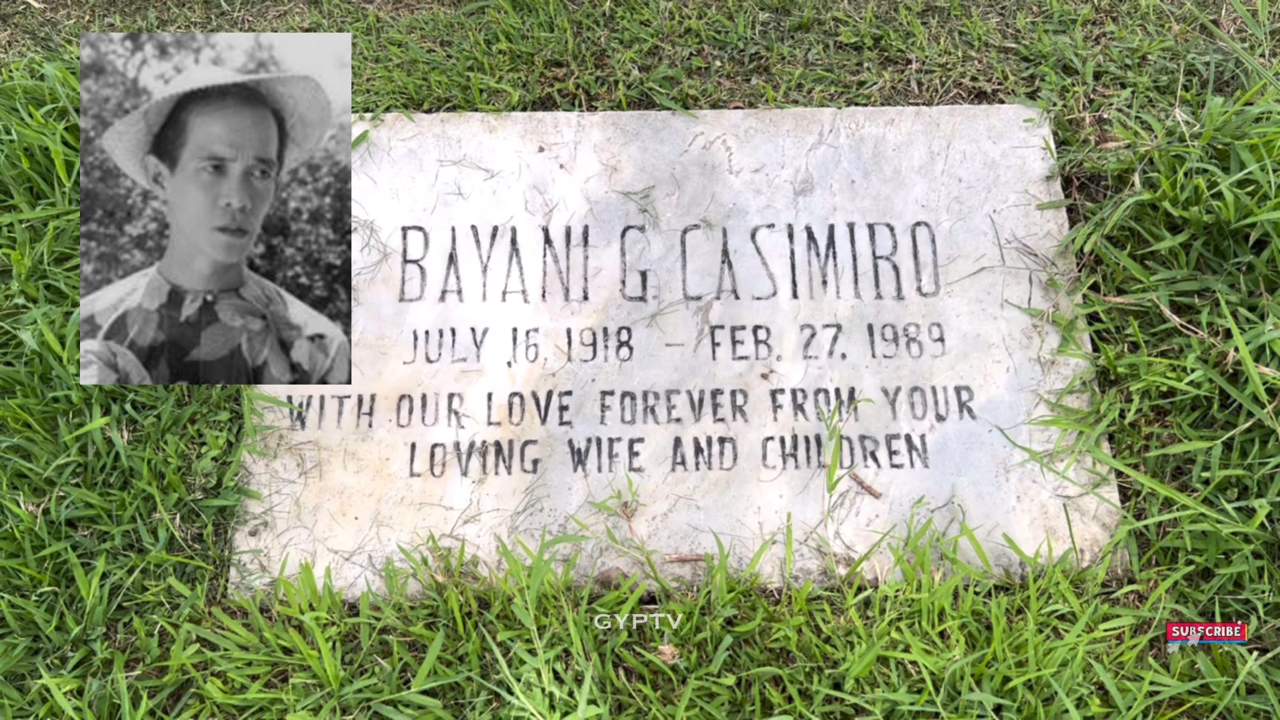 BAYANI G. CASIMIRO
JULY 16, 1918 - FEB. 27, 1989
WITH OUR LOVE FOREVER FROM YOUR
LOVING WIFE AND CHILDREN
GYPTV
SUBSCRIBE